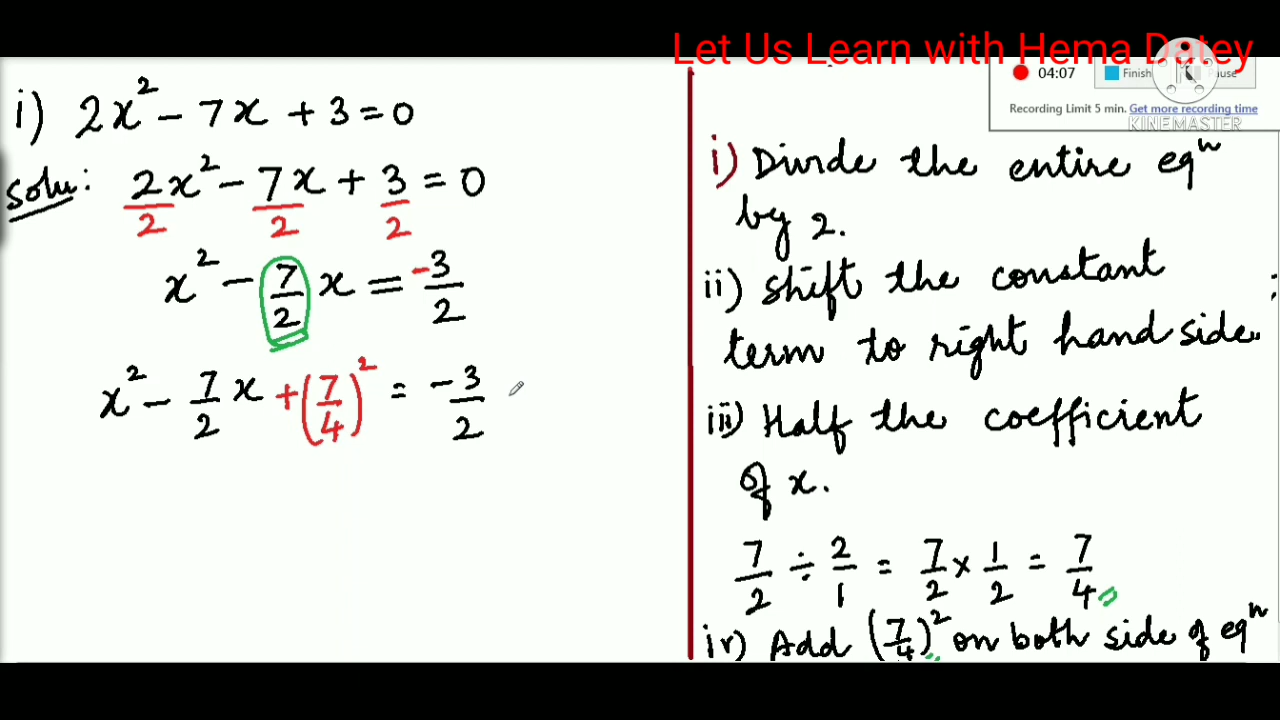 Let Us Learn with Hema Datey
04:07 Finish Pause
Recording Limit 5 min. Get more recording time
KINEMASTER
i) 2x² - 7x + 3 = 0
Solu: 2x²/2 - 7x/2 + 3/2 = 0
x² - 7/2 x = -3/2
x² - 7/2 x + (7/4)² = -3/2
i) Divide the entire eqⁿ
by 2.
ii) Shift the constant
term to right hand side.
iii) Half the coefficient
of x.
7/2 ÷ 2/1 = 7/2 × 1/2 = 7/4
iv) Add (7/4)² on both side of eqⁿ